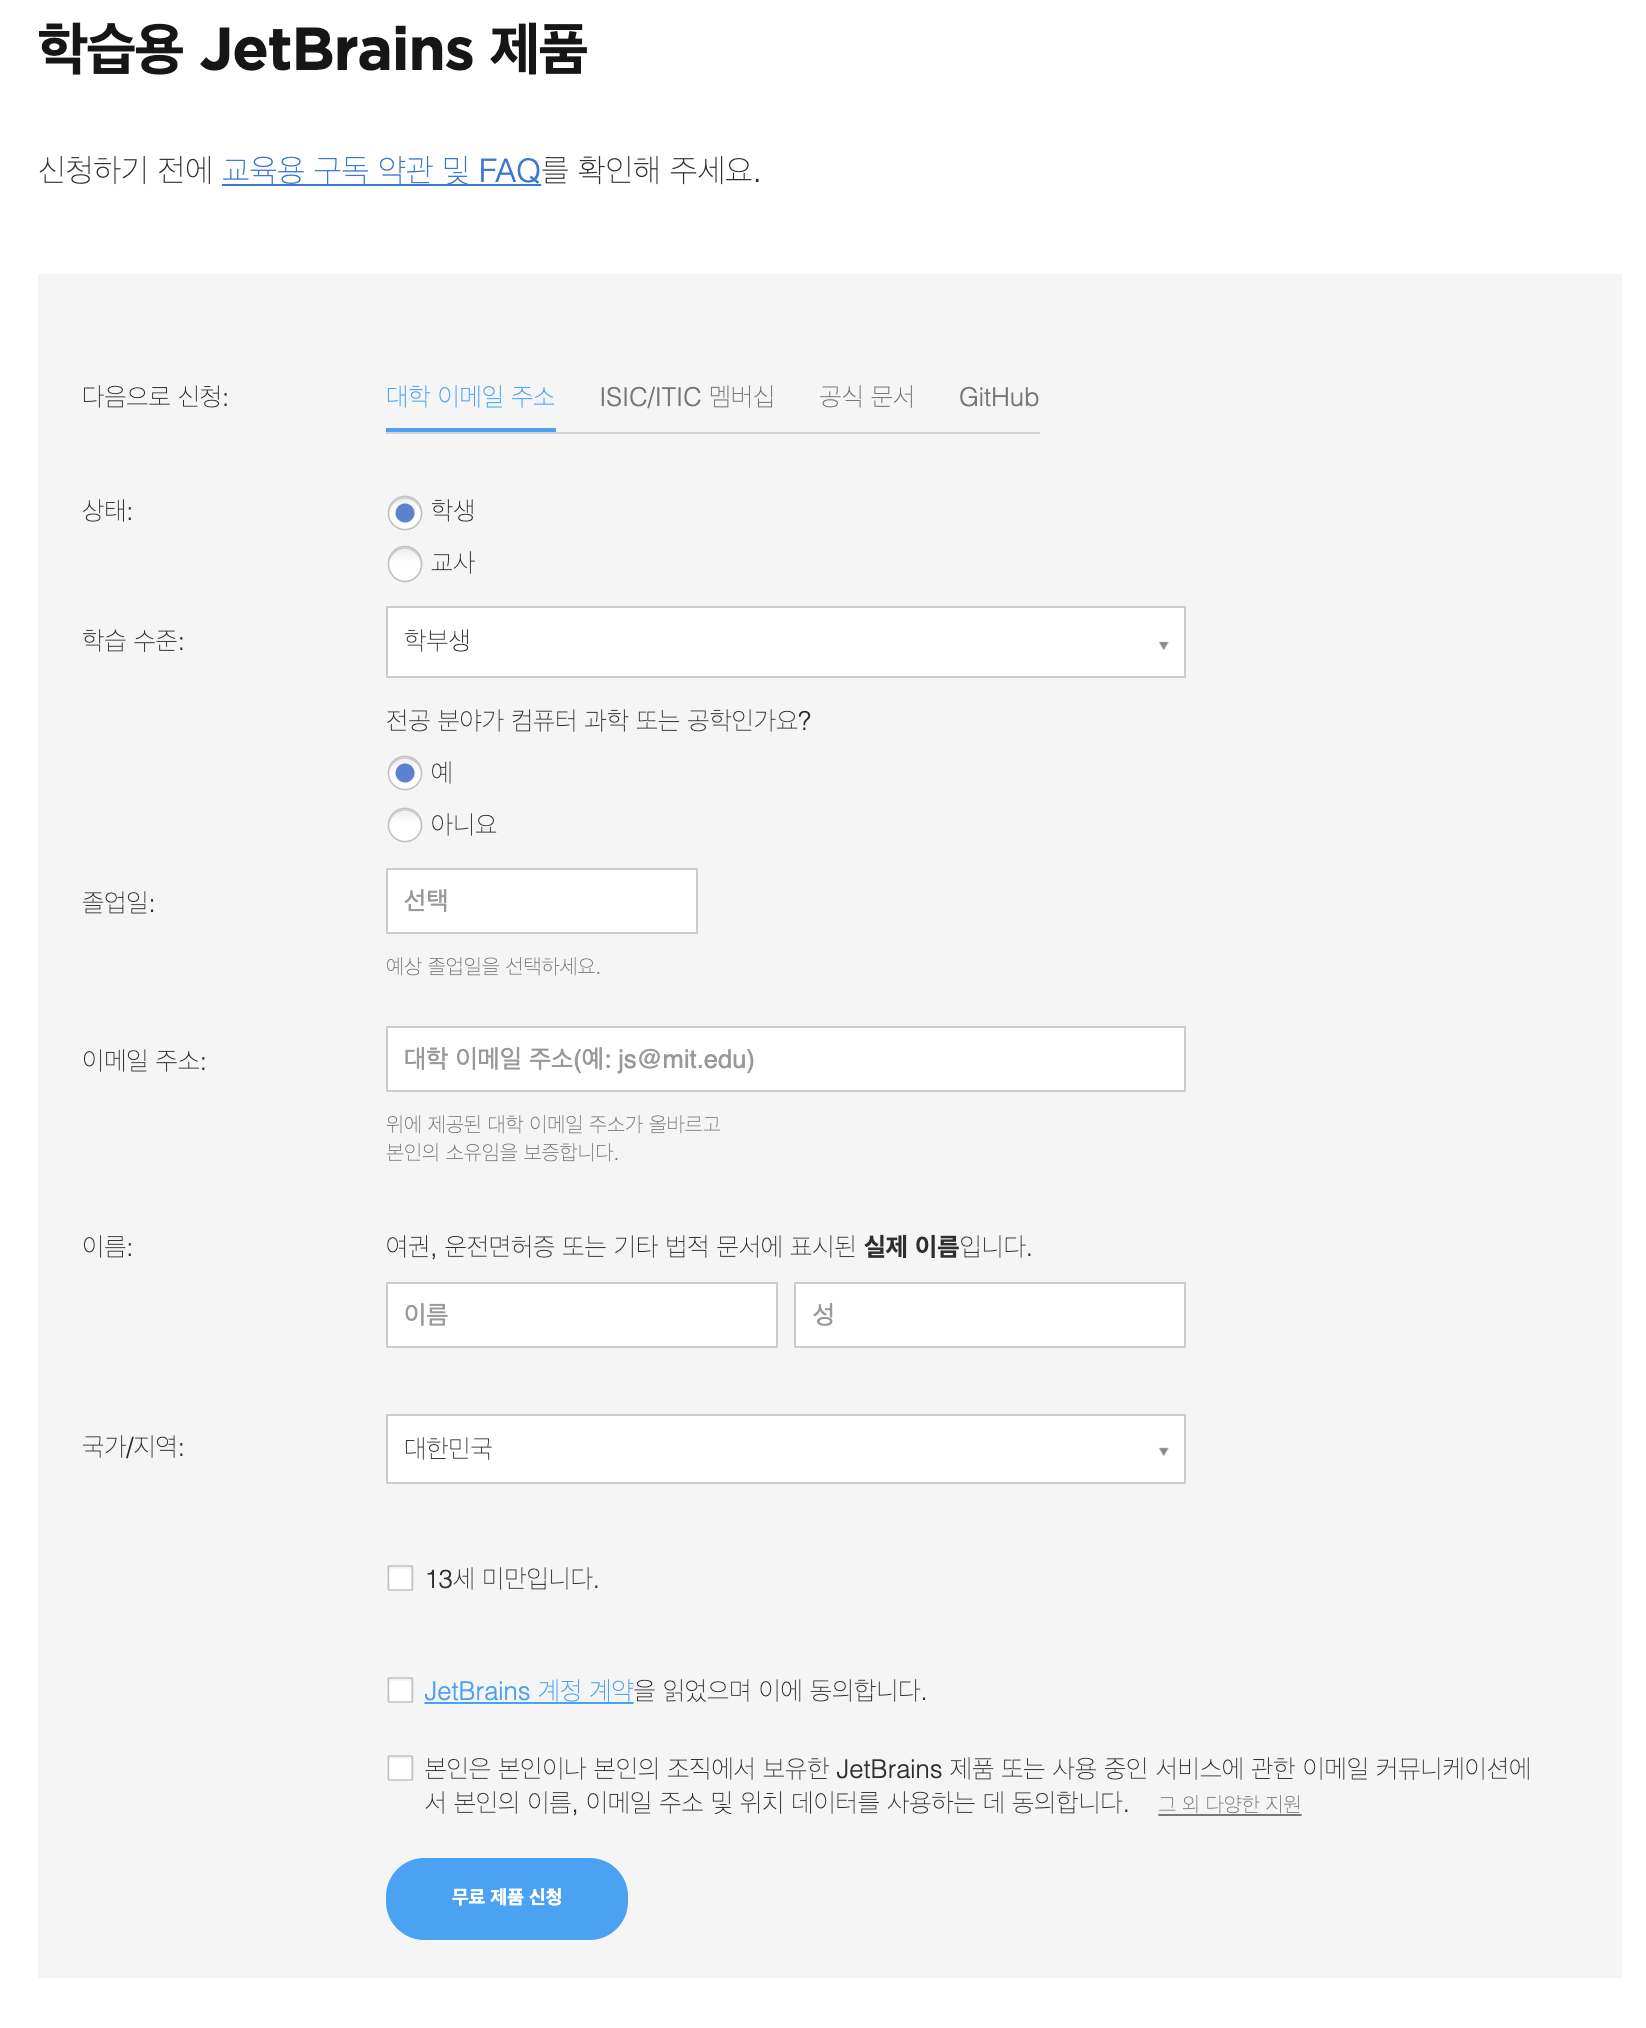 학습용 JetBrains 제품
신청하기 전에 교육용 구독 약관 및 FAQ를 확인해 주세요.
다음으로 신청: 대학 이메일 주소 ISIC/ITIC 멤버십 공식 문서 GitHub
상태: 학생
교사
학습 수준: 학부생
전공 분야가 컴퓨터 과학 또는 공학인가요?
예
아니요
졸업일: 선택
예상 졸업일을 선택하세요.
이메일 주소: 대학 이메일 주소(예: js@mit.edu)
위에 제공된 대학 이메일 주소가 올바르고
본인의 소유임을 보증합니다.
이름: 여권, 운전면허증 또는 기타 법적 문서에 표시된 실제 이름입니다.
이름 성
국가/지역: 대한민국
13세 미만입니다.
JetBrains 계정 계약을 읽었으며 이에 동의합니다.
본인은 본인이나 본인의 조직에서 보유한 JetBrains 제품 또는 사용 중인 서비스에 관한 이메일 커뮤니케이션에
서 본인의 이름, 이메일 주소 및 위치 데이터를 사용하는 데 동의합니다. 그 외 다양한 지원
무료 제품 신청